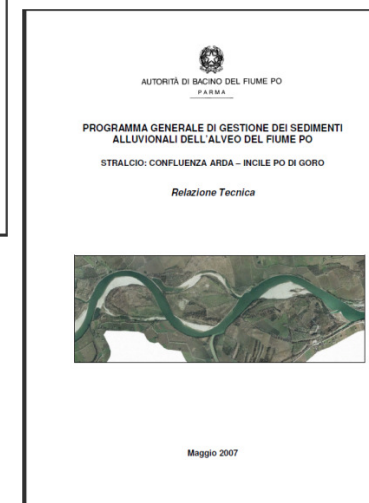 AUTORITÀ DI BACINO DEL FIUME PO
PARMA
PROGRAMMA GENERALE DI GESTIONE DEI SEDIMENTI
ALLUVIONALI DELL'ALVEO DEL FIUME PO
STRALCIO: CONFLUENZA ARDA – INCILE PO DI GORO
Relazione Tecnica
Maggio 2007